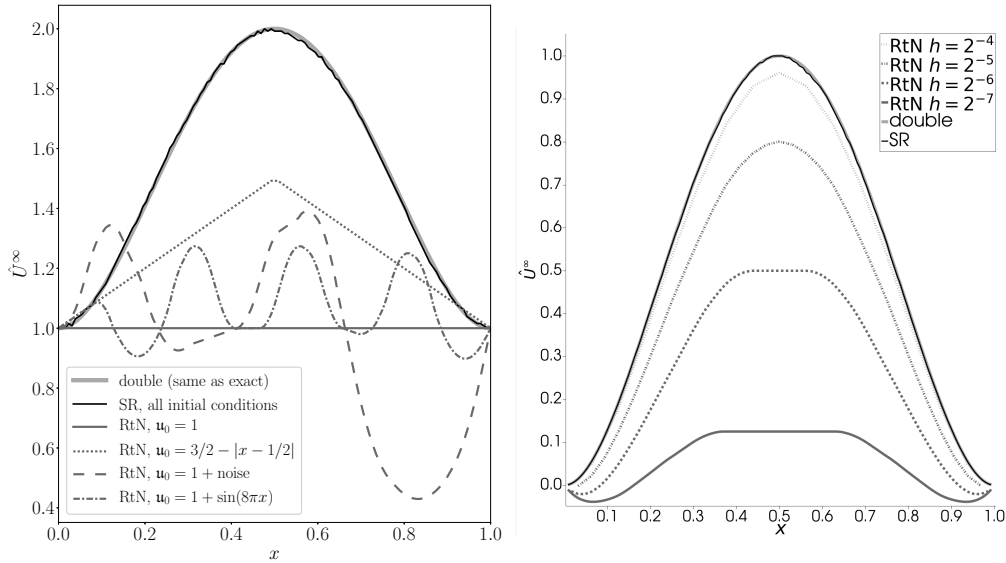 2.0
1.8
1.6
1.4
1.2
1.0
0.8
0.6
0.4
Û^∞
double (same as exact)
SR, all initial conditions
RtN, 𝖚₀ = 1
RtN, 𝖚₀ = 3/2 − |x − 1/2|
RtN, 𝖚₀ = 1 + noise
RtN, 𝖚₀ = 1 + sin(8πx)
0.0 0.2 0.4 0.6 0.8 1.0
x
RtN h = 2⁻⁴
RtN h = 2⁻⁵
RtN h = 2⁻⁶
RtN h = 2⁻⁷
double
SR
1.0
0.9
0.8
0.7
0.6
0.5
0.4
0.3
0.2
0.1
0.0
Û^∞
0.1 0.2 0.3 0.4 0.5 0.6 0.7 0.8 0.9 1.0
x